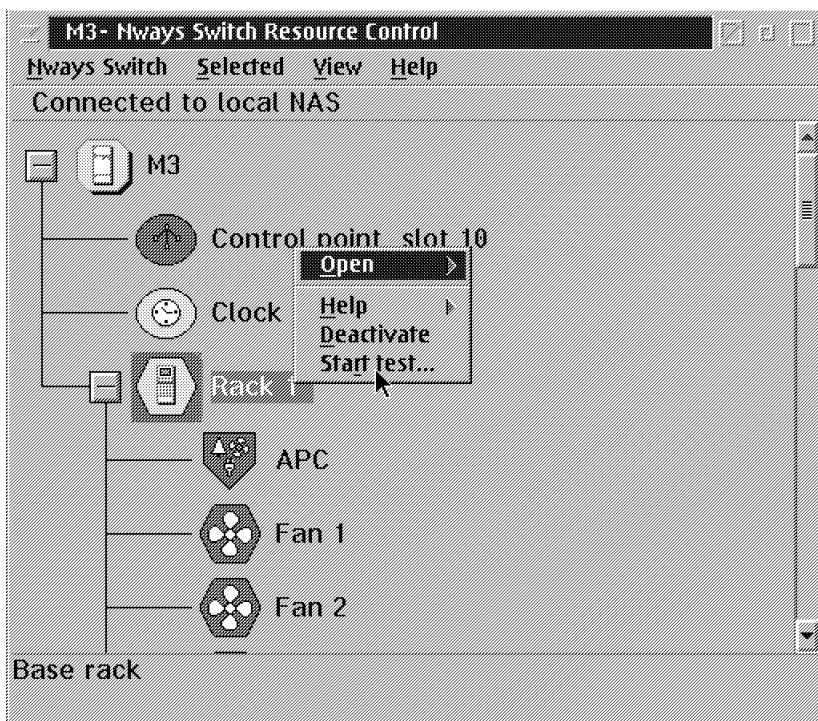 M3- Nways Switch Resource Control
Nways Switch Selected View Help
Connected to local NAS
M3
Control point slot 10
Open
Clock
Help
Deactivate
Start test...
Rack
APC
Fan 1
Fan 2
Base rack